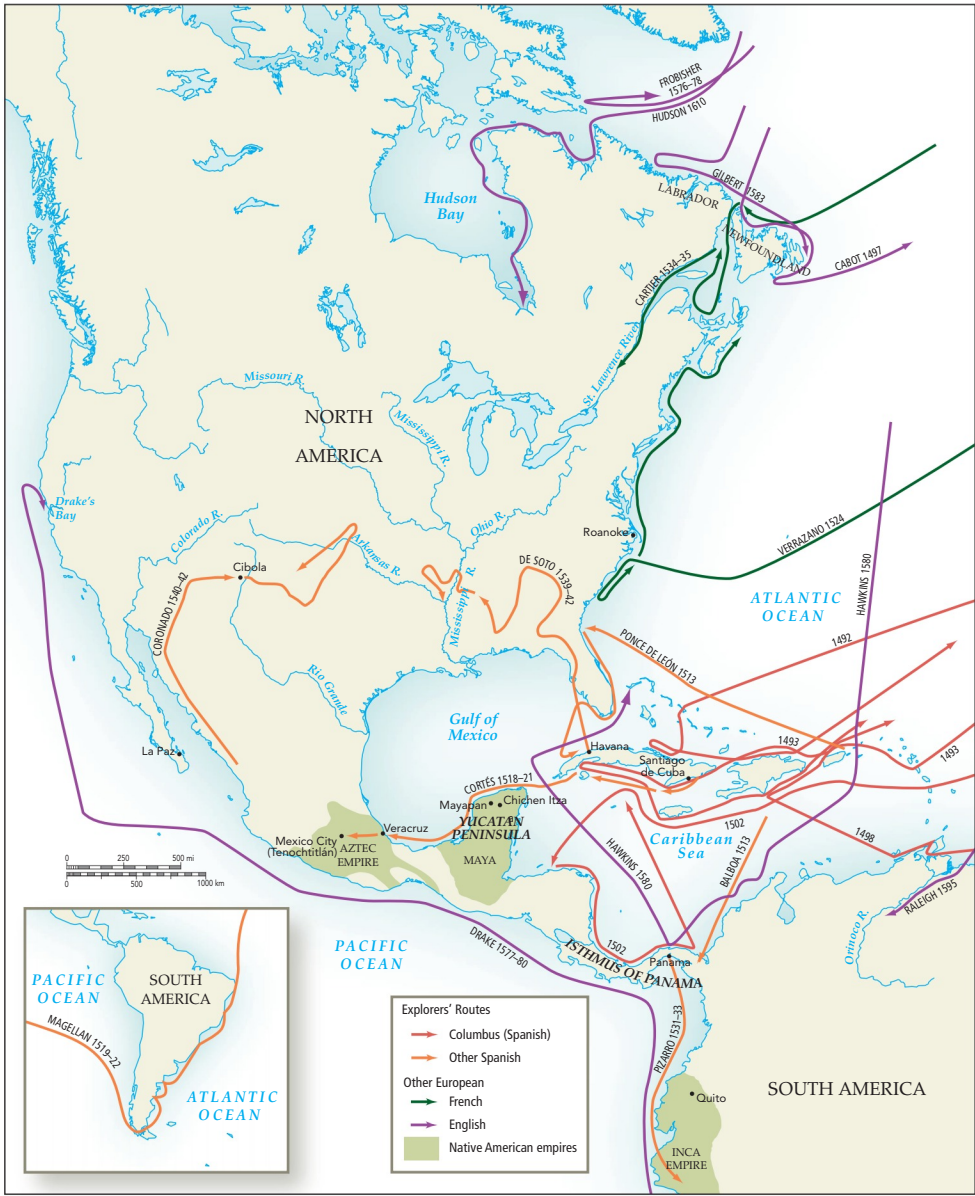 FROBISHER
1576–78
HUDSON 1610
GILBERT 1583
LABRADOR
Hudson
Bay
NEWFOUNDLAND
CABOT 1497
CARTIER 1534–35
St. Lawrence River
Missouri R.
NORTH
AMERICA
Mississippi R.
Drake's
Bay
Colorado R.
Ohio R.
Roanoke
VERRAZANO 1524
HAWKINS 1580
Cibola
Arkansas R.
DE SOTO 1539–42
Mississippi R.
ATLANTIC
OCEAN
CORONADO 1540–42
PONCE DE LEÓN 1513
1492
Rio Grande
Gulf of
Mexico
La Paz
Havana
1493
1493
Santiago
de Cuba
CORTÉS 1518–21
Mayapan
Chichen Itza
YUCATÁN
PENINSULA
Veracruz
Mexico City
(Tenochtitlán)
AZTEC
EMPIRE
MAYA
1502
Caribbean
Sea
1498
HAWKINS 1580
BALBOA 1513
RALEIGH 1595
Orinoco R.
0 250 500 mi
0 500 1000 km
DRAKE 1577–80
PACIFIC
OCEAN
1502
ISTHMUS OF PANAMA
Panama
PIZARRO 1531–33
Quito
INCA
EMPIRE
SOUTH AMERICA
PACIFIC
OCEAN
SOUTH
AMERICA
MAGELLAN 1519–22
ATLANTIC
OCEAN
Explorers' Routes
Columbus (Spanish)
Other Spanish
Other European
French
English
Native American empires